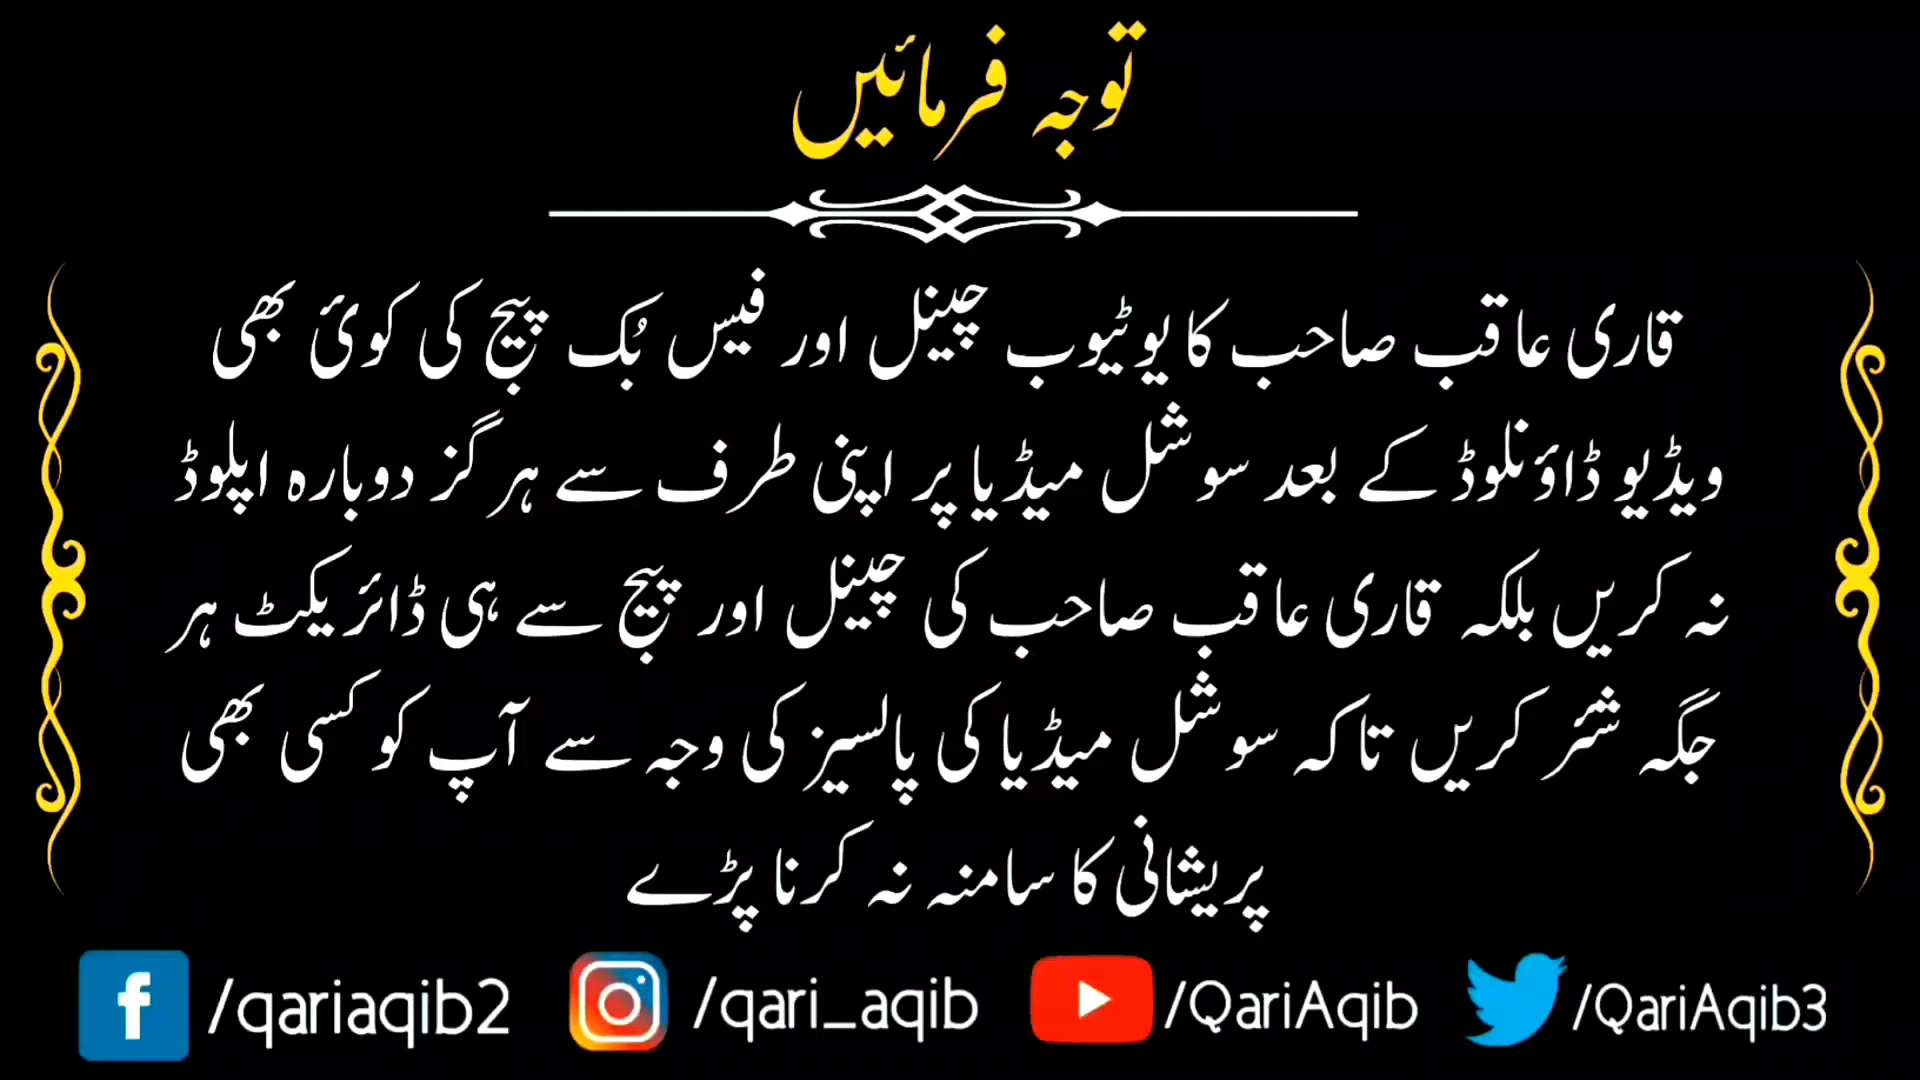 توجہ فرمائیں
قاری عاقب صاحب کا یوٹیوب چینل اور فیس بُک پیج کی کوئ بھی
ویڈیو ڈاؤنلوڈ کے بعد سوشل میڈیا پر اپنی طرف سے ہرگز دوبارہ اپلوڈ
نہ کریں بلکہ قاری عاقب صاحب کی چینل اور پیج سے ہی ڈائریکٹ ہر
جگہ شئر کریں تاکہ سوشل میڈیا کی پالسیز کی وجہ سے آپ کو کسی بھی
پریشانی کا سامنہ نہ کرنا پڑے
/qariaqib2 /qari_aqib /QariAqib /QariAqib3